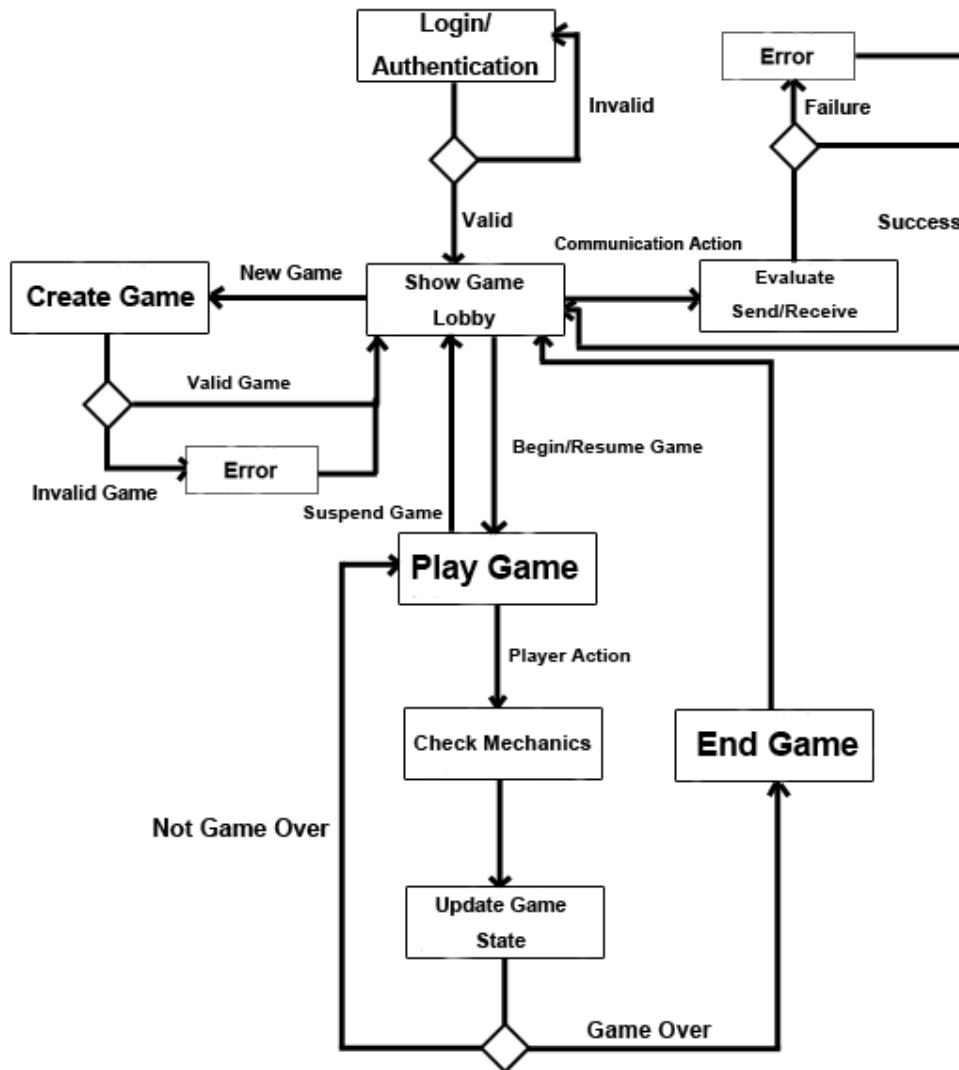 Login/
Authentication
Error
Invalid
Failure
Valid
Success
Communication Action
New Game
Create Game
Show Game
Lobby
Evaluate
Send/Receive
Valid Game
Begin/Resume Game
Error
Invalid Game
Suspend Game
Play Game
Player Action
Check Mechanics
End Game
Not Game Over
Update Game
State
Game Over